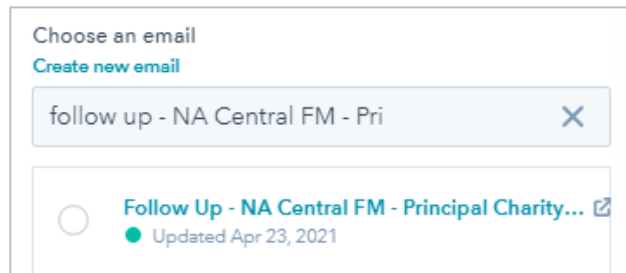 Choose an email
Create new email
follow up - NA Central FM - Pri
Follow Up - NA Central FM - Principal Charity...
Updated Apr 23, 2021